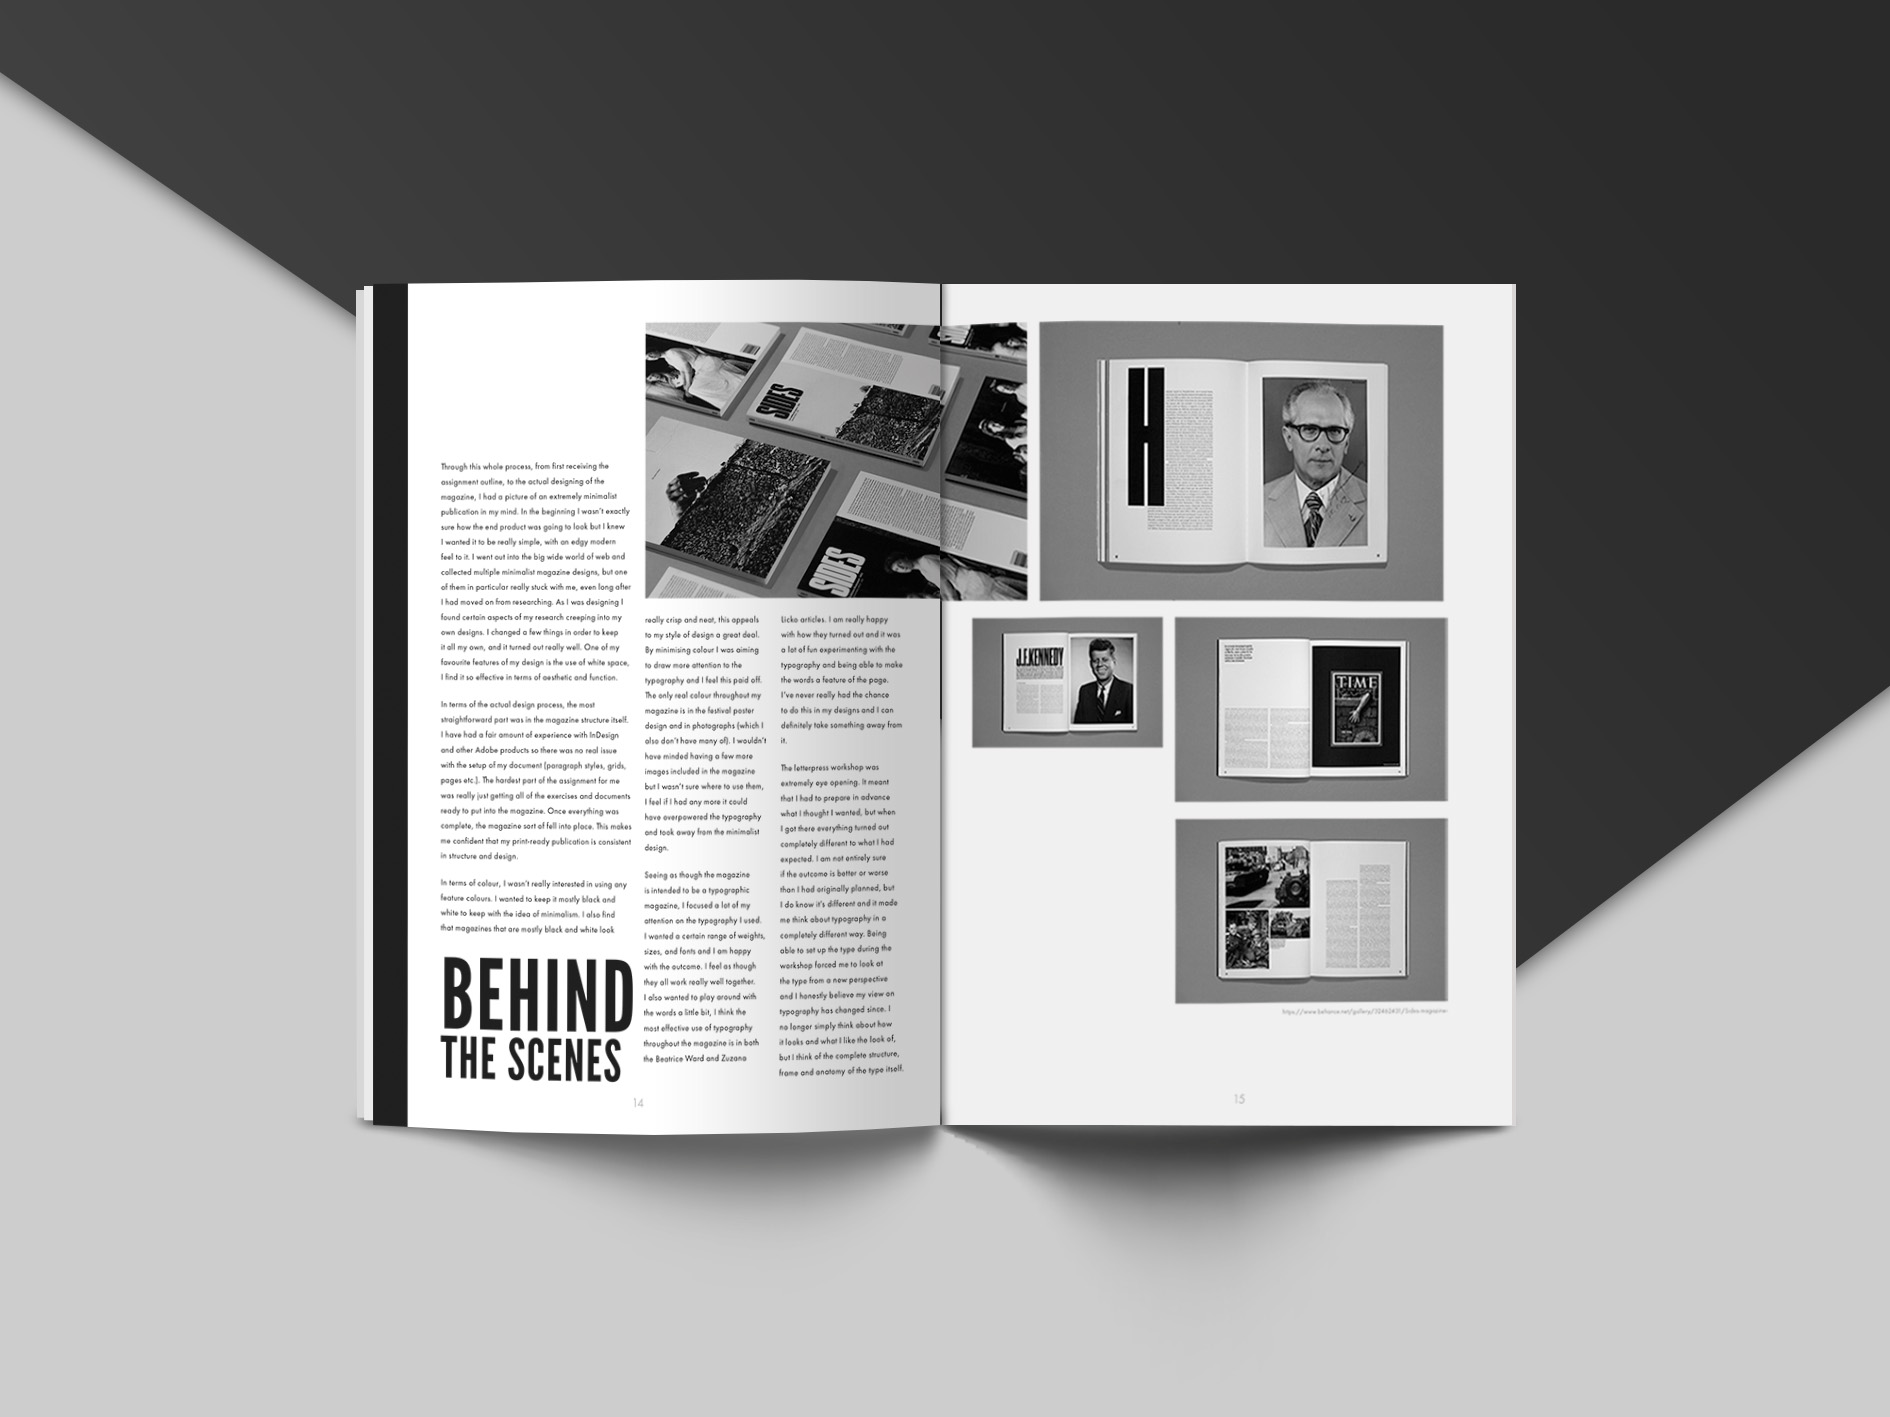 Through this whole process, from first receiving the
assignment outline, to the actual designing of the
magazine, I had a picture of an extremely minimalist
publication in my mind. In the beginning I wasn't exactly
sure how the end product was going to look but I knew
I wanted it to be really simple, with an edgy modern
feel to it. I went out into the big wide world of web and
collected multiple minimalist magazine designs, but one
of them in particular really stuck with me, even long after
I had moved on from researching. As I was designing I
found certain aspects of my research creeping into my
own designs. I changed a few things in order to keep
it all my own, and it turned out really well. One of my
favourite features of my design is the use of white space,
I find it so effective in terms of aesthetic and function.
In terms of the actual design process, the most
straightforward part was in the magazine structure itself.
I have had a fair amount of experience with InDesign
and other Adobe products so there was no real issue
with the setup of my document (paragraph styles, grids,
pages etc.). The hardest part of the assignment for me
was really just getting all of the exercises and documents
ready to put into the magazine. Once everything was
complete, the magazine sort of fell into place. This makes
me confident that my print-ready publication is consistent
in structure and design.
In terms of colour, I wasn't really interested in using any
feature colours. I wanted to keep it mostly black and
white to keep with the idea of minimalism. I also find
that magazines that are mostly black and white look
BEHIND
THE SCENES
really crisp and neat, this appeals
to my style of design a great deal.
By minimising colour I was aiming
to draw more attention to the
typography and I feel this paid off.
The only real colour throughout my
magazine is in the festival poster
design and in photographs (which I
also don't have many of). I wouldn't
have minded having a few more
images included in the magazine
but I wasn't sure where to use them,
I feel if I had any more it could
have overpowered the typography
and took away from the minimalist
design.
Seeing as though the magazine
is intended to be a typographic
magazine, I focused a lot of my
attention on the typography I used.
I wanted a certain range of weights,
sizes, and fonts and I am happy
with the outcome. I feel as though
they all work really well together.
I also wanted to play around with
the words a little bit, I think the
most effective use of typography
throughout the magazine is in both
the Beatrice Ward and Zuzana
Licko articles. I am really happy
with how they turned out and it was
a lot of fun experimenting with the
typography and being able to make
the words a feature of the page.
I've never really had the chance
to do this in my designs and I can
definitely take something away from
it.
The letterpress workshop was
extremely eye opening. It meant
that I had to prepare in advance
what I thought I wanted, but when
I got there everything turned out
completely different to what I had
expected. I am not entirely sure
if the outcome is better or worse
than I had originally planned, but
I do know it's different and it made
me think about typography in a
completely different way. Being
able to set up the type during the
workshop forced me to look at
the type from a new perspective
and I honestly believe my view on
typography has changed since. I
no longer simply think about how
it looks and what I like the look of,
but I think of the complete structure,
frame and anatomy of the type itself.
14
SIDES
SIDES
H
J.F.KENNEDY
TIME
15